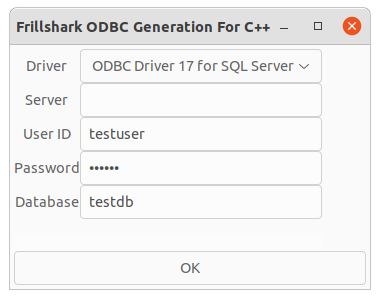 Frillshark ODBC Generation For C++
Driver ODBC Driver 17 for SQL Server
Server
User ID testuser
Password ••••••
Database testdb
OK